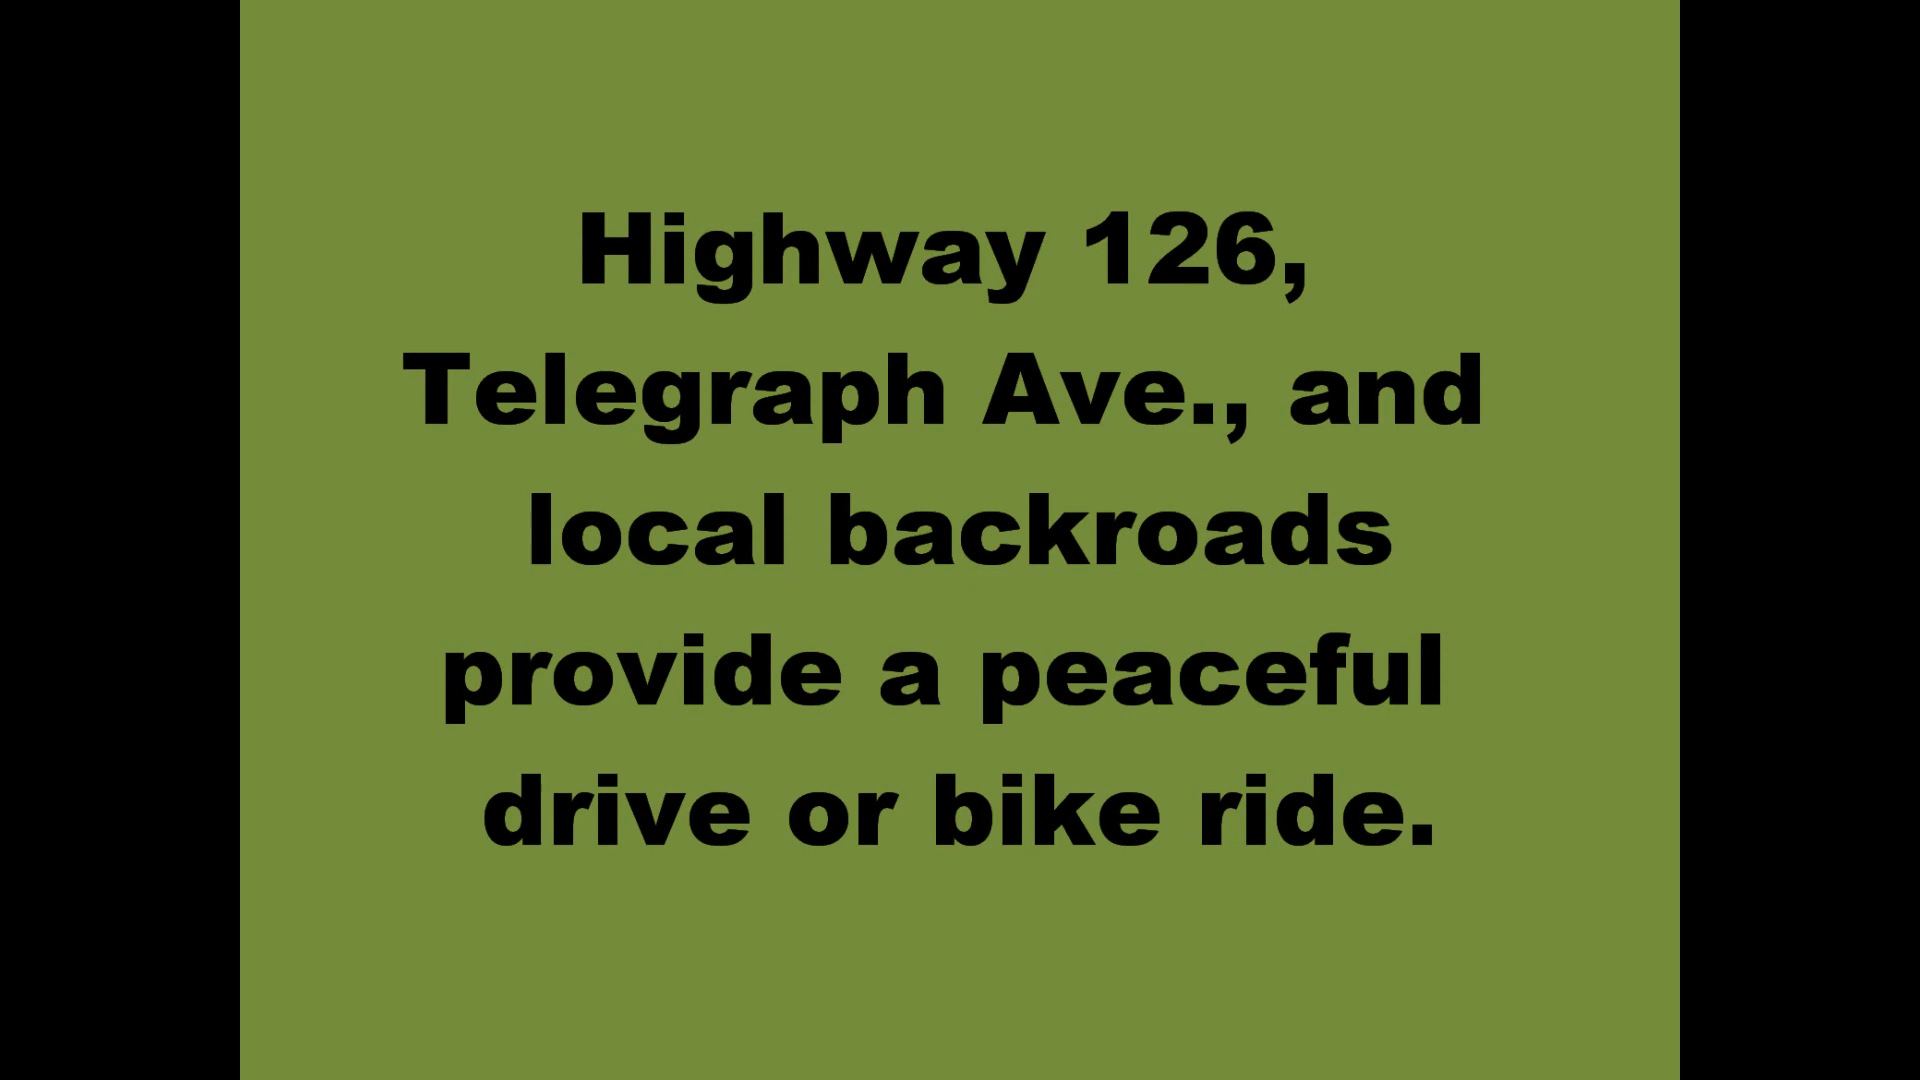 Highway 126,
Telegraph Ave., and
local backroads
provide a peaceful
drive or bike ride.